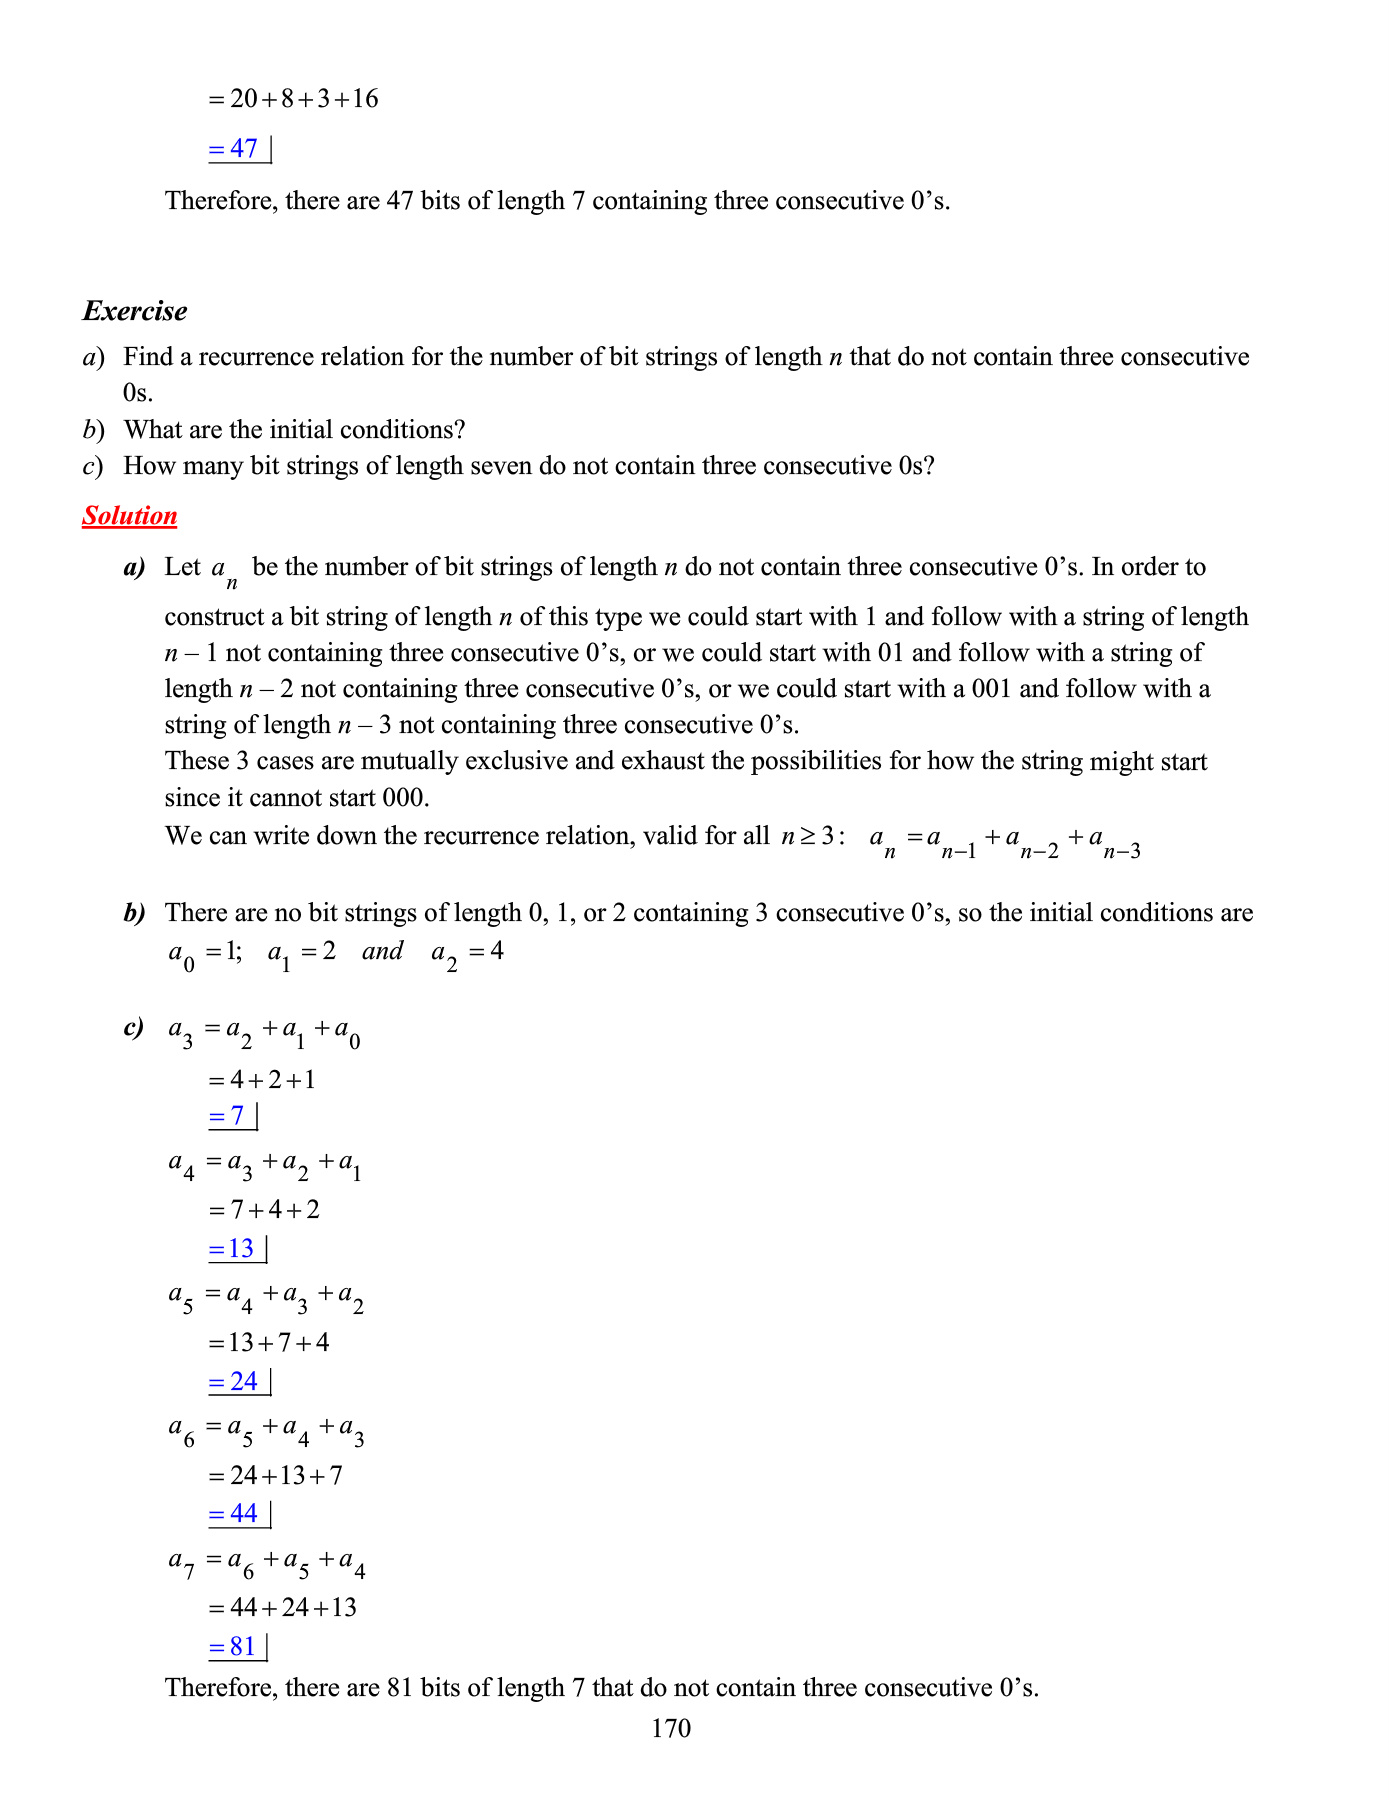 = 20 + 8 + 3 + 16
= 47
Therefore, there are 47 bits of length 7 containing three consecutive 0’s.
Exercise
a) Find a recurrence relation for the number of bit strings of length n that do not contain three consecutive
0s.
b) What are the initial conditions?
c) How many bit strings of length seven do not contain three consecutive 0s?
Solution
a) Let a_n be the number of bit strings of length n do not contain three consecutive 0’s. In order to
construct a bit string of length n of this type we could start with 1 and follow with a string of length
n – 1 not containing three consecutive 0’s, or we could start with 01 and follow with a string of
length n – 2 not containing three consecutive 0’s, or we could start with a 001 and follow with a
string of length n – 3 not containing three consecutive 0’s.
These 3 cases are mutually exclusive and exhaust the possibilities for how the string might start
since it cannot start 000.
We can write down the recurrence relation, valid for all n ≥ 3 : a_n = a_{n–1} + a_{n–2} + a_{n–3}
b) There are no bit strings of length 0, 1, or 2 containing 3 consecutive 0’s, so the initial conditions are
a_0 = 1; a_1 = 2 and a_2 = 4
c) a_3 = a_2 + a_1 + a_0
= 4 + 2 + 1
= 7
a_4 = a_3 + a_2 + a_1
= 7 + 4 + 2
= 13
a_5 = a_4 + a_3 + a_2
= 13 + 7 + 4
= 24
a_6 = a_5 + a_4 + a_3
= 24 + 13 + 7
= 44
a_7 = a_6 + a_5 + a_4
= 44 + 24 + 13
= 81
Therefore, there are 81 bits of length 7 that do not contain three consecutive 0’s.
170